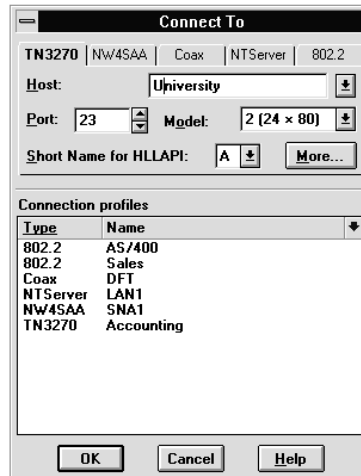 Connect To
TN3270 NW4SAA Coax NTServer 802.2
Host: University
Port: 23 Model: 2 (24 × 80)
Short Name for HLLAPI: A More...
Connection profiles
Type Name
802.2 AS/400
802.2 Sales
Coax DFT
NTServer LAN1
NW4SAA SNA1
TN3270 Accounting
OK Cancel Help